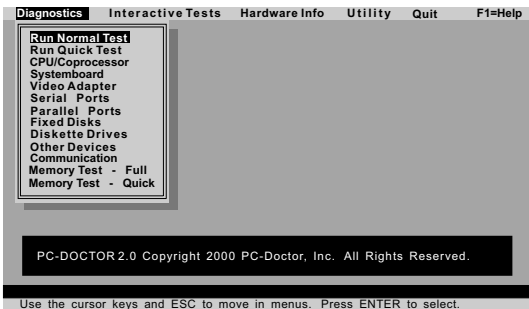 Diagnostics Interactive Tests Hardware Info Utility Quit F1=Help
Run Normal Test
Run Quick Test
CPU/Coprocessor
Systemboard
Video Adapter
Serial Ports
Parallel Ports
Fixed Disks
Diskette Drives
Other Devices
Communication
Memory Test - Full
Memory Test - Quick
PC-DOCTOR 2.0 Copyright 2000 PC-Doctor, Inc. All Rights Reserved.
Use the cursor keys and ESC to move in menus. Press ENTER to select.